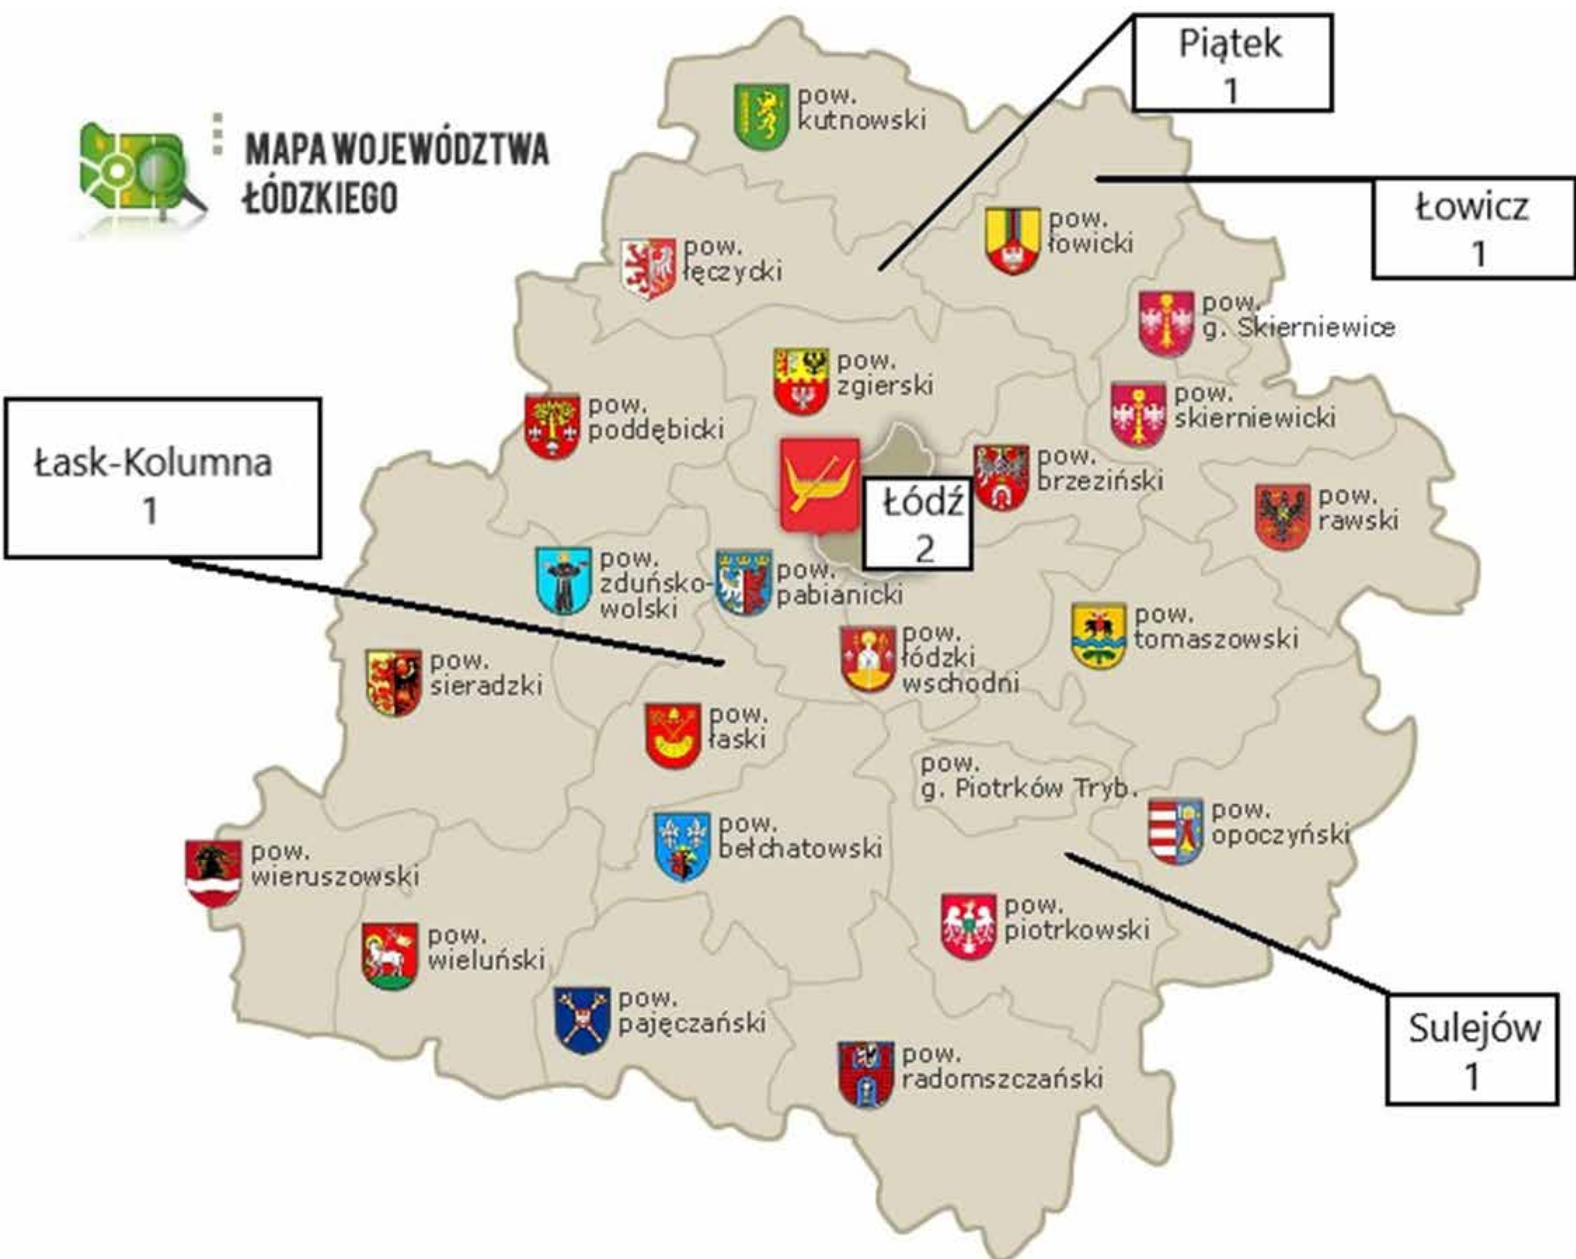 MAPA WOJEWÓDZTWA
ŁÓDZKIEGO
Piątek
1
pow.
kutnowski
Łowicz
1
pow.
łowicki
pow.
łęczycki
pow.
g. Skierniewice
pow.
zgierski
pow.
skierniewicki
pow.
poddębicki
Łask-Kolumna
1
pow.
brzeziński
Łódź
2
pow.
rawski
pow.
zduńsko-
wolski
pow.
pabianicki
pow.
łódzki
wschodni
pow.
tomaszowski
pow.
sieradzki
pow.
łaski
pow.
g. Piotrków Tryb.
pow.
opoczyński
pow.
bełchatowski
pow.
wieruszowski
pow.
piotrkowski
pow.
wieluński
pow.
pajęczański
Sulejów
1
pow.
radomszczański